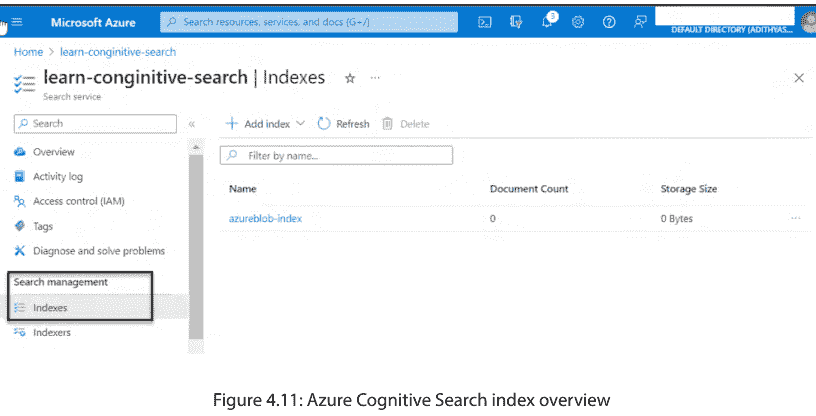 Microsoft Azure
Search resources, services, and docs (G+/)
3
DEFAULT DIRECTORY (ADITHYAS...
Home > learn-conginitive-search
learn-conginitive-search | Indexes ☆ ...
Search service
Search
«
Add index
Refresh
Delete
Overview
Filter by name...
Activity log
Name Document Count Storage Size
Access control (IAM)
azureblob-index 0 0 Bytes ...
Tags
Diagnose and solve problems
Search management
Indexes
Indexers
Figure 4.11: Azure Cognitive Search index overview